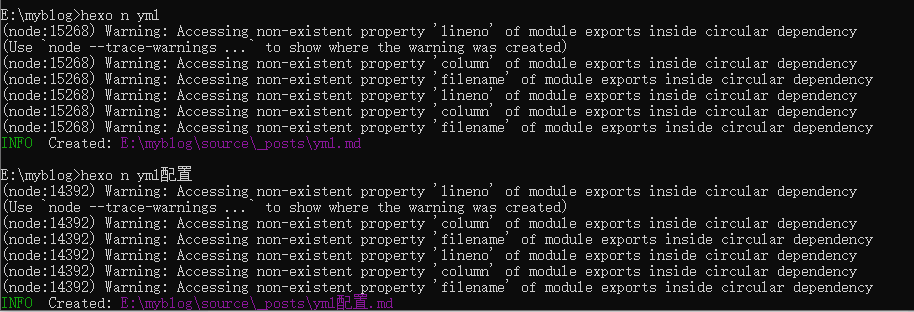 E:\myblog>hexo n yml
(node:15268) Warning: Accessing non-existent property 'lineno' of module exports inside circular dependency
(Use `node --trace-warnings ...` to show where the warning was created)
(node:15268) Warning: Accessing non-existent property 'column' of module exports inside circular dependency
(node:15268) Warning: Accessing non-existent property 'filename' of module exports inside circular dependency
(node:15268) Warning: Accessing non-existent property 'lineno' of module exports inside circular dependency
(node:15268) Warning: Accessing non-existent property 'column' of module exports inside circular dependency
(node:15268) Warning: Accessing non-existent property 'filename' of module exports inside circular dependency
INFO  Created: E:\myblog\source\_posts\yml.md
E:\myblog>hexo n yml配置
(node:14392) Warning: Accessing non-existent property 'lineno' of module exports inside circular dependency
(Use `node --trace-warnings ...` to show where the warning was created)
(node:14392) Warning: Accessing non-existent property 'column' of module exports inside circular dependency
(node:14392) Warning: Accessing non-existent property 'filename' of module exports inside circular dependency
(node:14392) Warning: Accessing non-existent property 'lineno' of module exports inside circular dependency
(node:14392) Warning: Accessing non-existent property 'column' of module exports inside circular dependency
(node:14392) Warning: Accessing non-existent property 'filename' of module exports inside circular dependency
INFO  Created: E:\myblog\source\_posts\yml配置.md